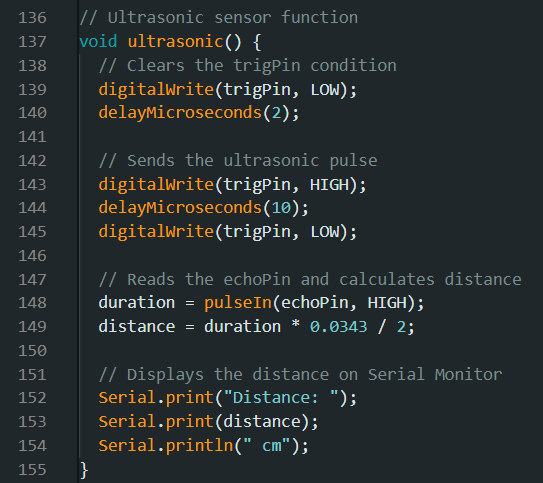 136 // Ultrasonic sensor function
137 void ultrasonic() {
138   // Clears the trigPin condition
139   digitalWrite(trigPin, LOW);
140   delayMicroseconds(2);
141
142   // Sends the ultrasonic pulse
143   digitalWrite(trigPin, HIGH);
144   delayMicroseconds(10);
145   digitalWrite(trigPin, LOW);
146
147   // Reads the echoPin and calculates distance
148   duration = pulseIn(echoPin, HIGH);
149   distance = duration * 0.0343 / 2;
150
151   // Displays the distance on Serial Monitor
152   Serial.print("Distance: ");
153   Serial.print(distance);
154   Serial.println(" cm");
155 }